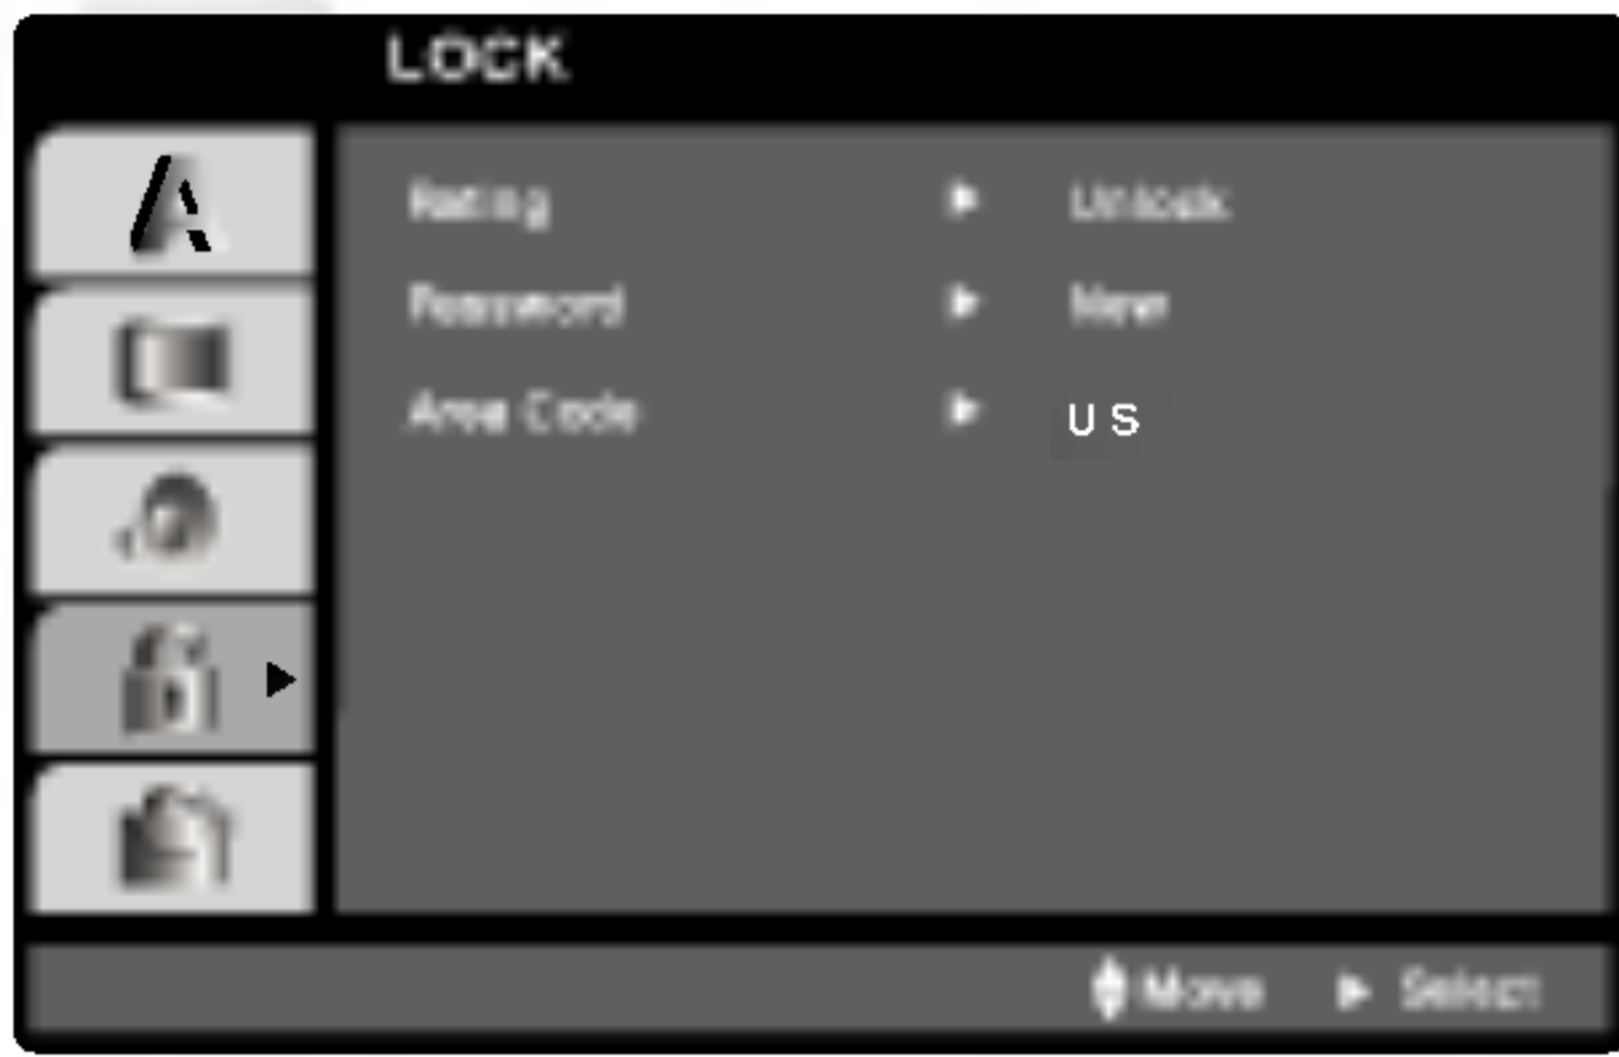 LOCK
Rating ► Unlock
Password ► New
Area Code ► U S
Move ► Select